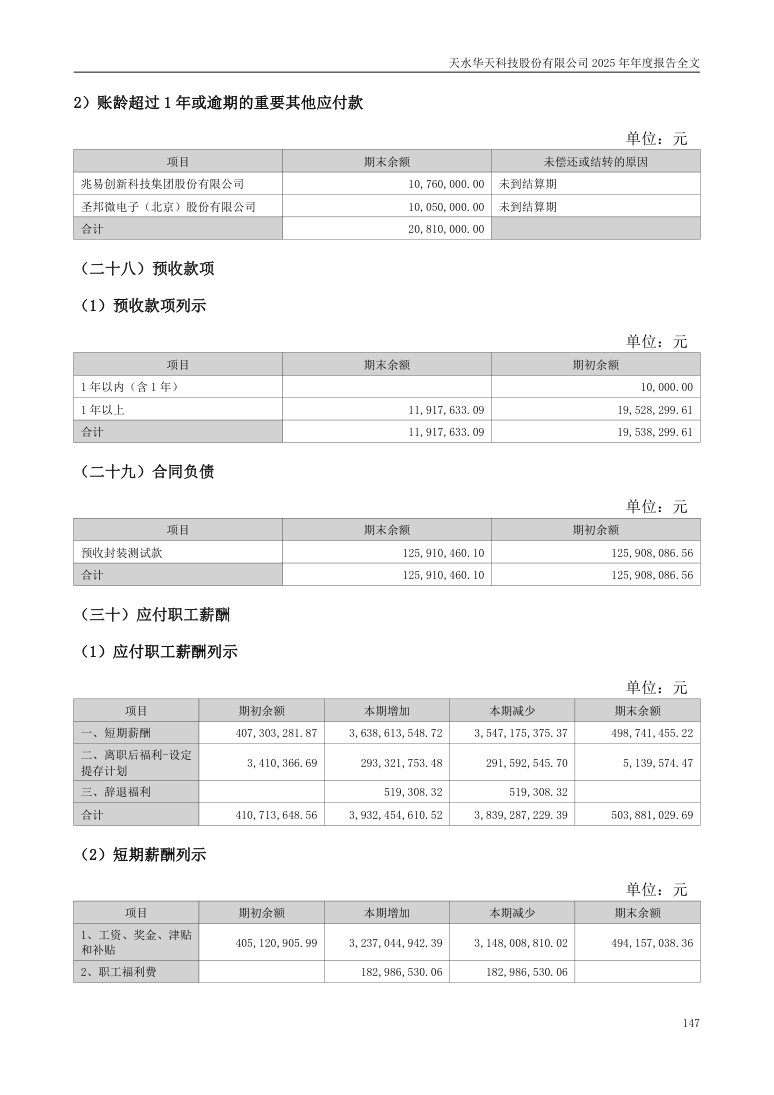 天水华天科技股份有限公司 2025 年年度报告全文
2）账龄超过 1 年或逾期的重要其他应付款
单位：元
项目 期末余额 未偿还或结转的原因
兆易创新科技集团股份有限公司 10,760,000.00 未到结算期
圣邦微电子（北京）股份有限公司 10,050,000.00 未到结算期
合计 20,810,000.00
（二十八）预收款项
（1）预收款项列示
单位：元
项目 期末余额 期初余额
1 年以内（含 1 年） 10,000.00
1 年以上 11,917,633.09 19,528,299.61
合计 11,917,633.09 19,538,299.61
（二十九）合同负债
单位：元
项目 期末余额 期初余额
预收封装测试款 125,910,460.10 125,908,086.56
合计 125,910,460.10 125,908,086.56
（三十）应付职工薪酬
（1）应付职工薪酬列示
单位：元
项目 期初余额 本期增加 本期减少 期末余额
一、短期薪酬 407,303,281.87 3,638,613,548.72 3,547,175,375.37 498,741,455.22
二、离职后福利-设定
提存计划 3,410,366.69 293,321,753.48 291,592,545.70 5,139,574.47
三、辞退福利 519,308.32 519,308.32
合计 410,713,648.56 3,932,454,610.52 3,839,287,229.39 503,881,029.69
（2）短期薪酬列示
单位：元
项目 期初余额 本期增加 本期减少 期末余额
1、工资、奖金、津贴
和补贴 405,120,905.99 3,237,044,942.39 3,148,008,810.02 494,157,038.36
2、职工福利费 182,986,530.06 182,986,530.06
147